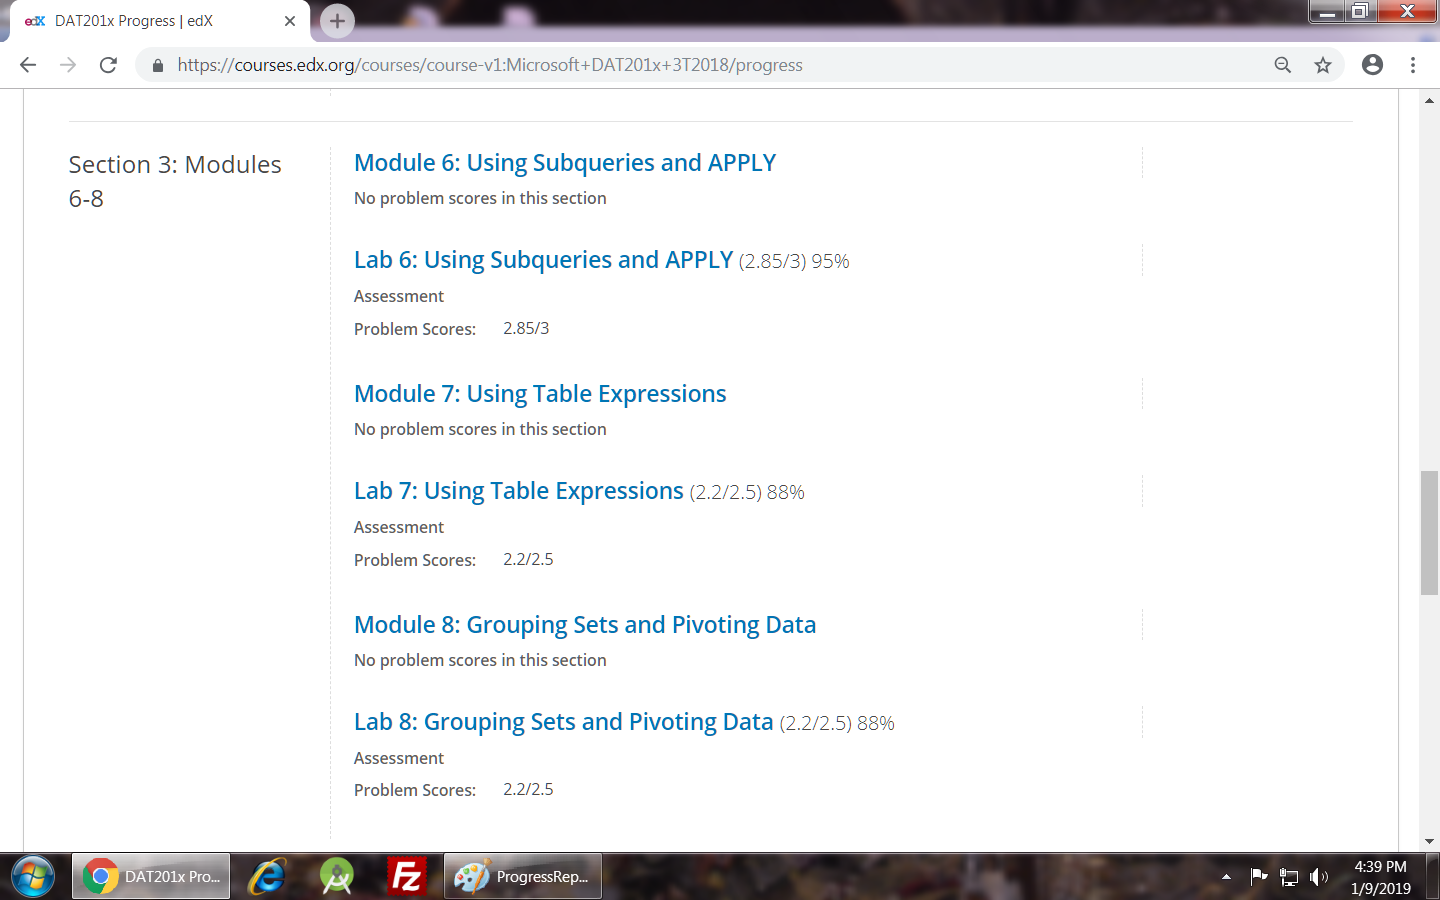 edX DAT201x Progress | edX
https://courses.edx.org/courses/course-v1:Microsoft+DAT201x+3T2018/progress
Section 3: Modules
6-8
Module 6: Using Subqueries and APPLY
No problem scores in this section
Lab 6: Using Subqueries and APPLY (2.85/3) 95%
Assessment
Problem Scores: 2.85/3
Module 7: Using Table Expressions
No problem scores in this section
Lab 7: Using Table Expressions (2.2/2.5) 88%
Assessment
Problem Scores: 2.2/2.5
Module 8: Grouping Sets and Pivoting Data
No problem scores in this section
Lab 8: Grouping Sets and Pivoting Data (2.2/2.5) 88%
Assessment
Problem Scores: 2.2/2.5
DAT201x Pro...
Fz
ProgressRep...
4:39 PM
1/9/2019